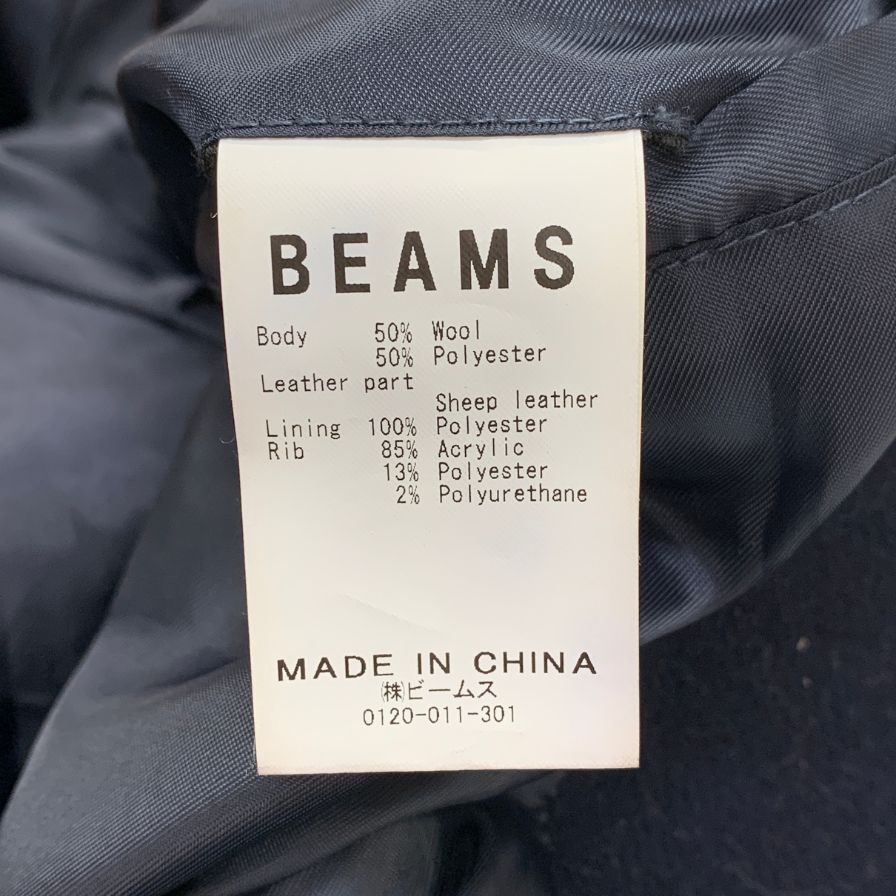 BEAMS
Body 50% Wool
50% Polyester
Leather part
Sheep leather
Lining 100% Polyester
Rib 85% Acrylic
13% Polyester
2% Polyurethane
MADE IN CHINA
㈱ビームス
0120-011-301